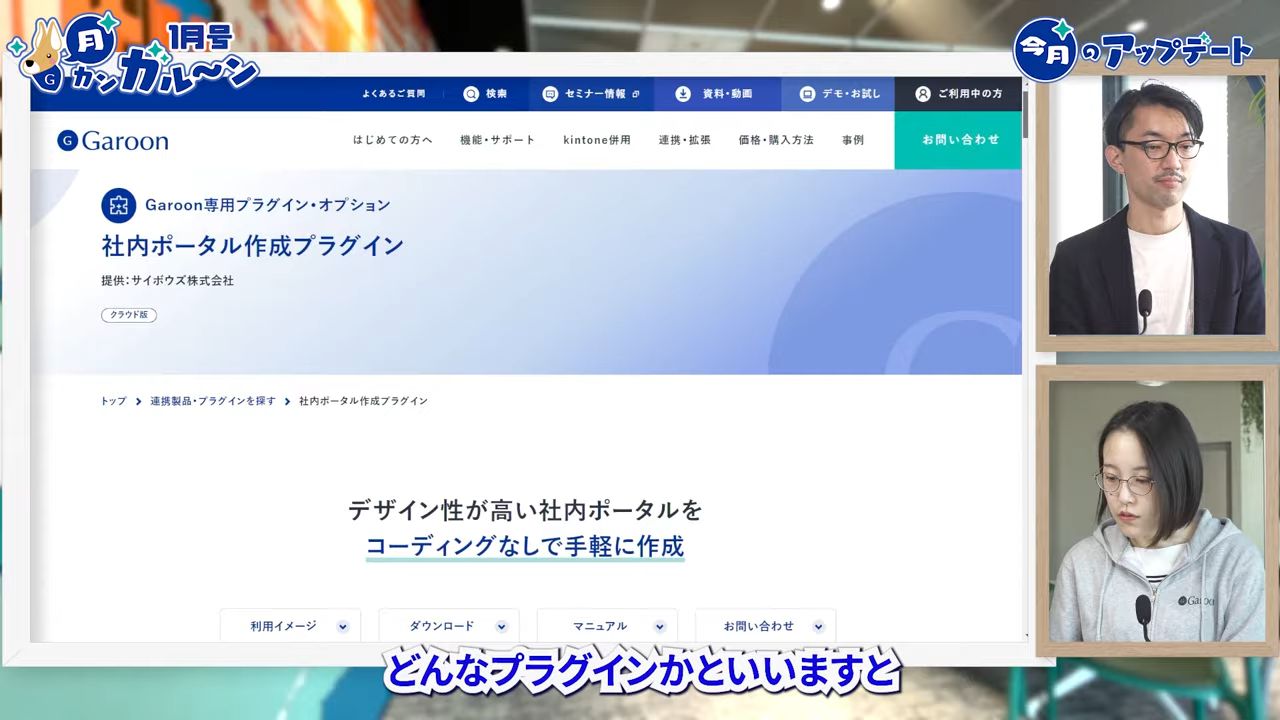 月
カンガル〜ン
G
1月号
今月のアップデート
よくあるご質問
検索
セミナー情報
資料・動画
デモ・お試し
ご利用中の方
G Garoon
はじめての方へ
機能・サポート
kintone併用
連携・拡張
価格・購入方法
事例
お問い合わせ
Garoon専用プラグイン・オプション
社内ポータル作成プラグイン
提供：サイボウズ株式会社
クラウド版
トップ
連携製品・プラグインを探す
社内ポータル作成プラグイン
デザイン性が高い社内ポータルを
コーディングなしで手軽に作成
利用イメージ
ダウンロード
マニュアル
お問い合わせ
Garoon
どんなプラグインかといいますと